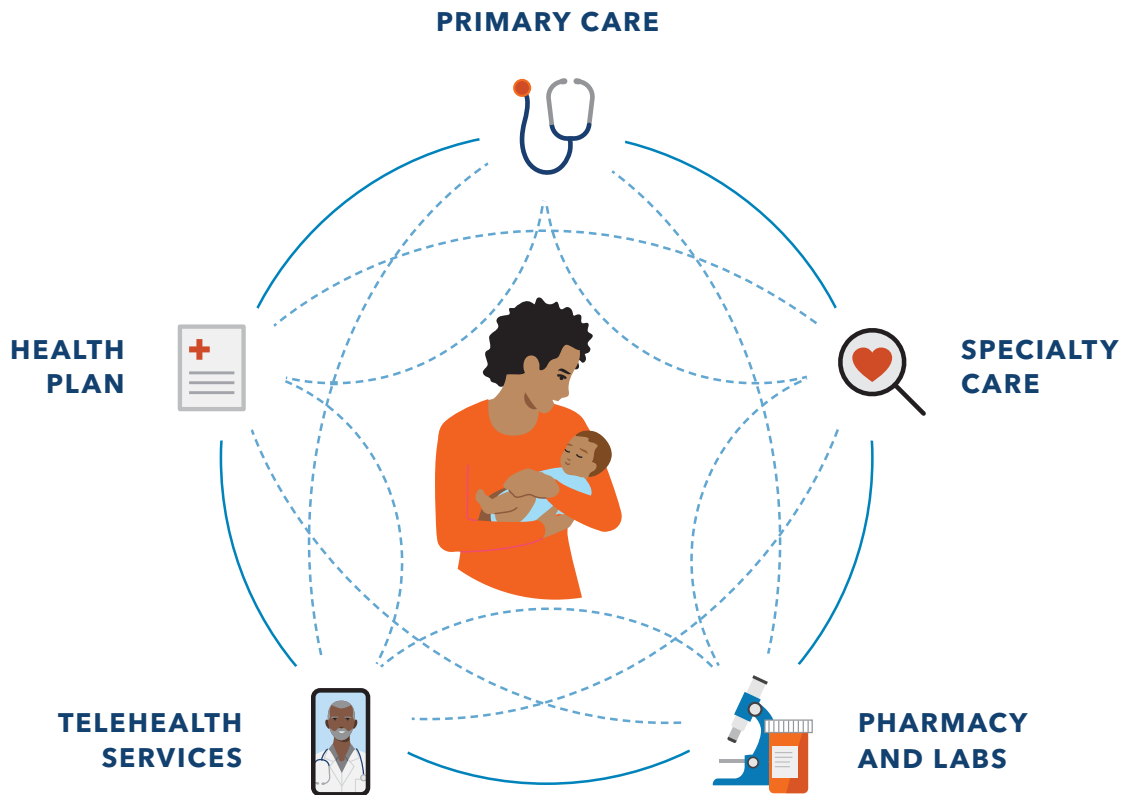 PRIMARY CARE
HEALTH
PLAN
SPECIALTY
CARE
TELEHEALTH
SERVICES
PHARMACY
AND LABS